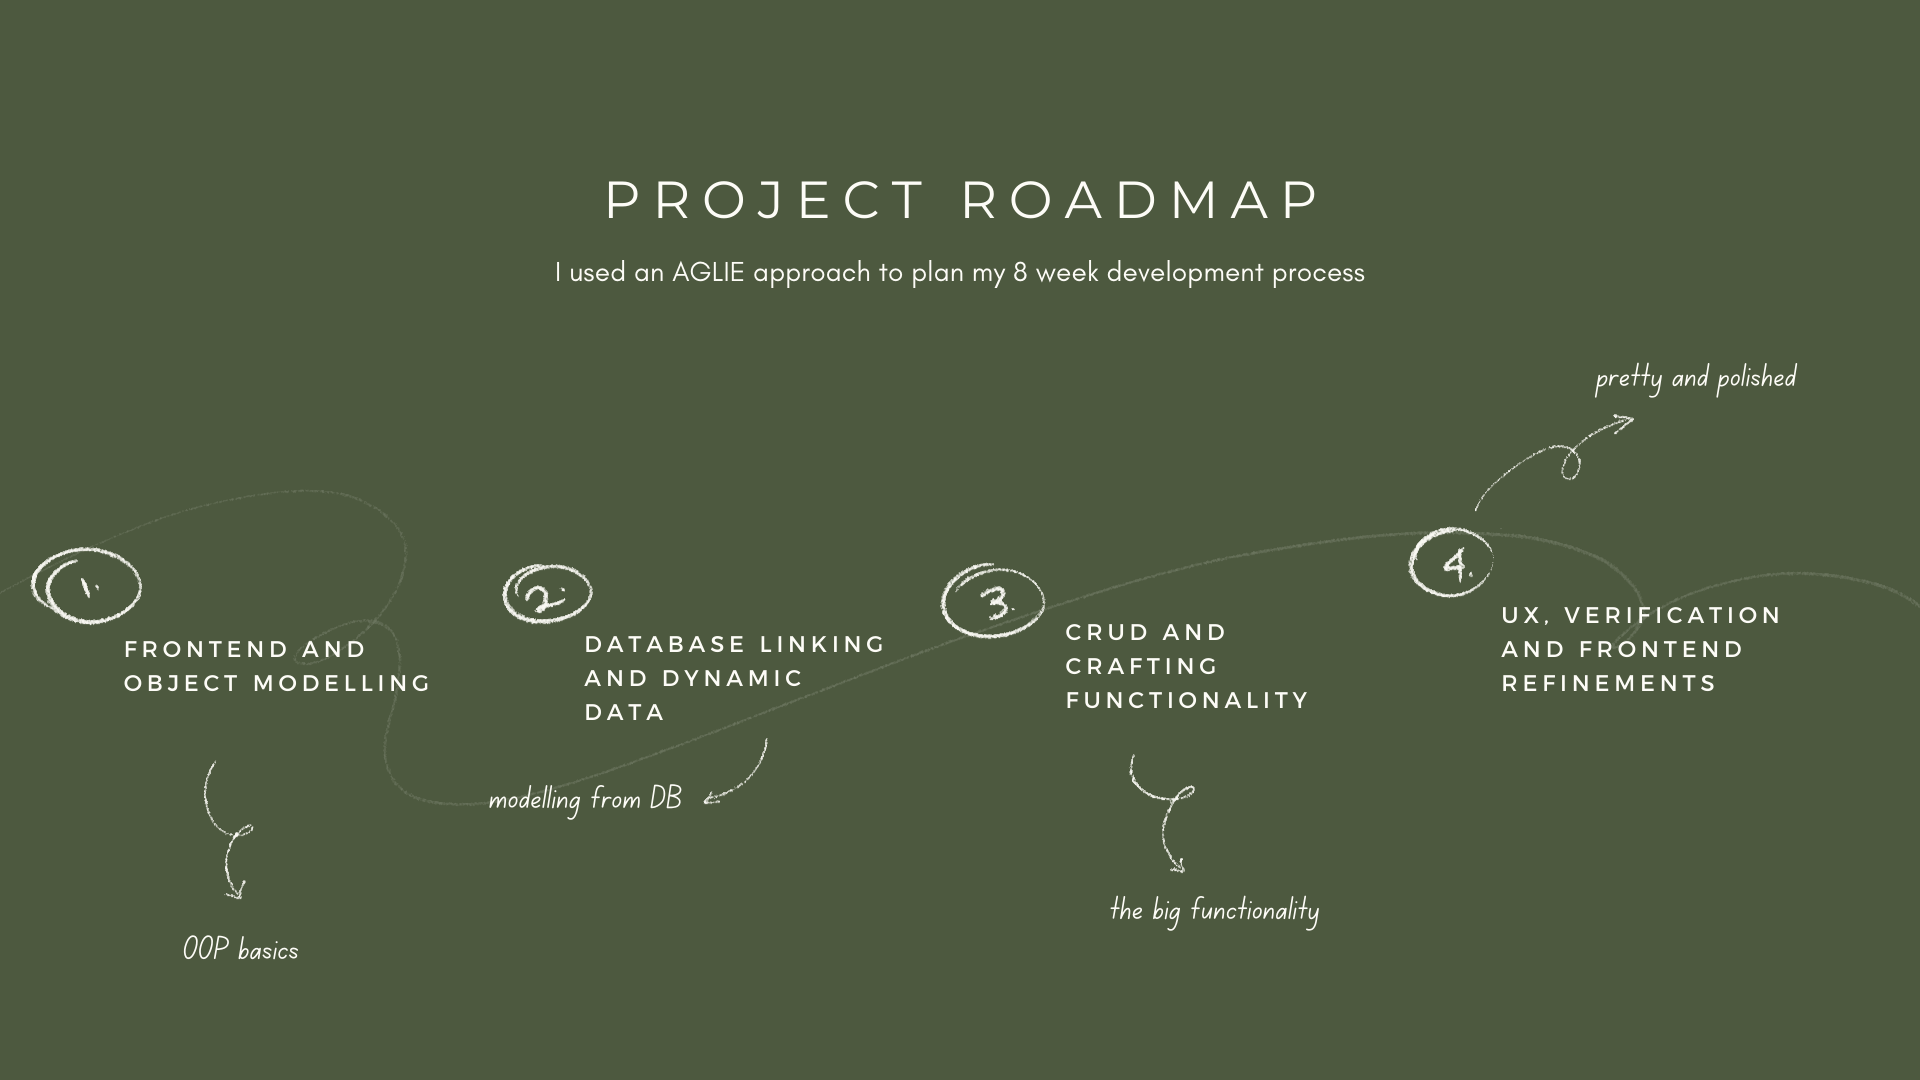 PROJECT ROADMAP
I used an AGLIE approach to plan my 8 week development process
1.
FRONTEND AND
OBJECT MODELLING
OOP basics
2.
DATABASE LINKING
AND DYNAMIC
DATA
modelling from DB
3.
CRUD AND
CRAFTING
FUNCTIONALITY
the big functionality
4.
UX, VERIFICATION
AND FRONTEND
REFINEMENTS
pretty and polished